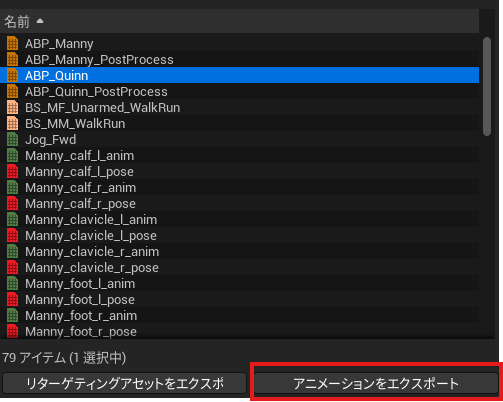 名前
ABP_Manny
ABP_Manny_PostProcess
ABP_Quinn
ABP_Quinn_PostProcess
BS_MF_Unarmed_WalkRun
BS_MM_WalkRun
Jog_Fwd
Manny_calf_l_anim
Manny_calf_l_pose
Manny_calf_r_anim
Manny_calf_r_pose
Manny_clavicle_l_anim
Manny_clavicle_l_pose
Manny_clavicle_r_anim
Manny_clavicle_r_pose
Manny_foot_l_anim
Manny_foot_l_pose
Manny_foot_r_anim
Manny_foot_r_pose
79 アイテム (1 選択中)
リターゲティングアセットをエクスポ
アニメーションをエクスポート